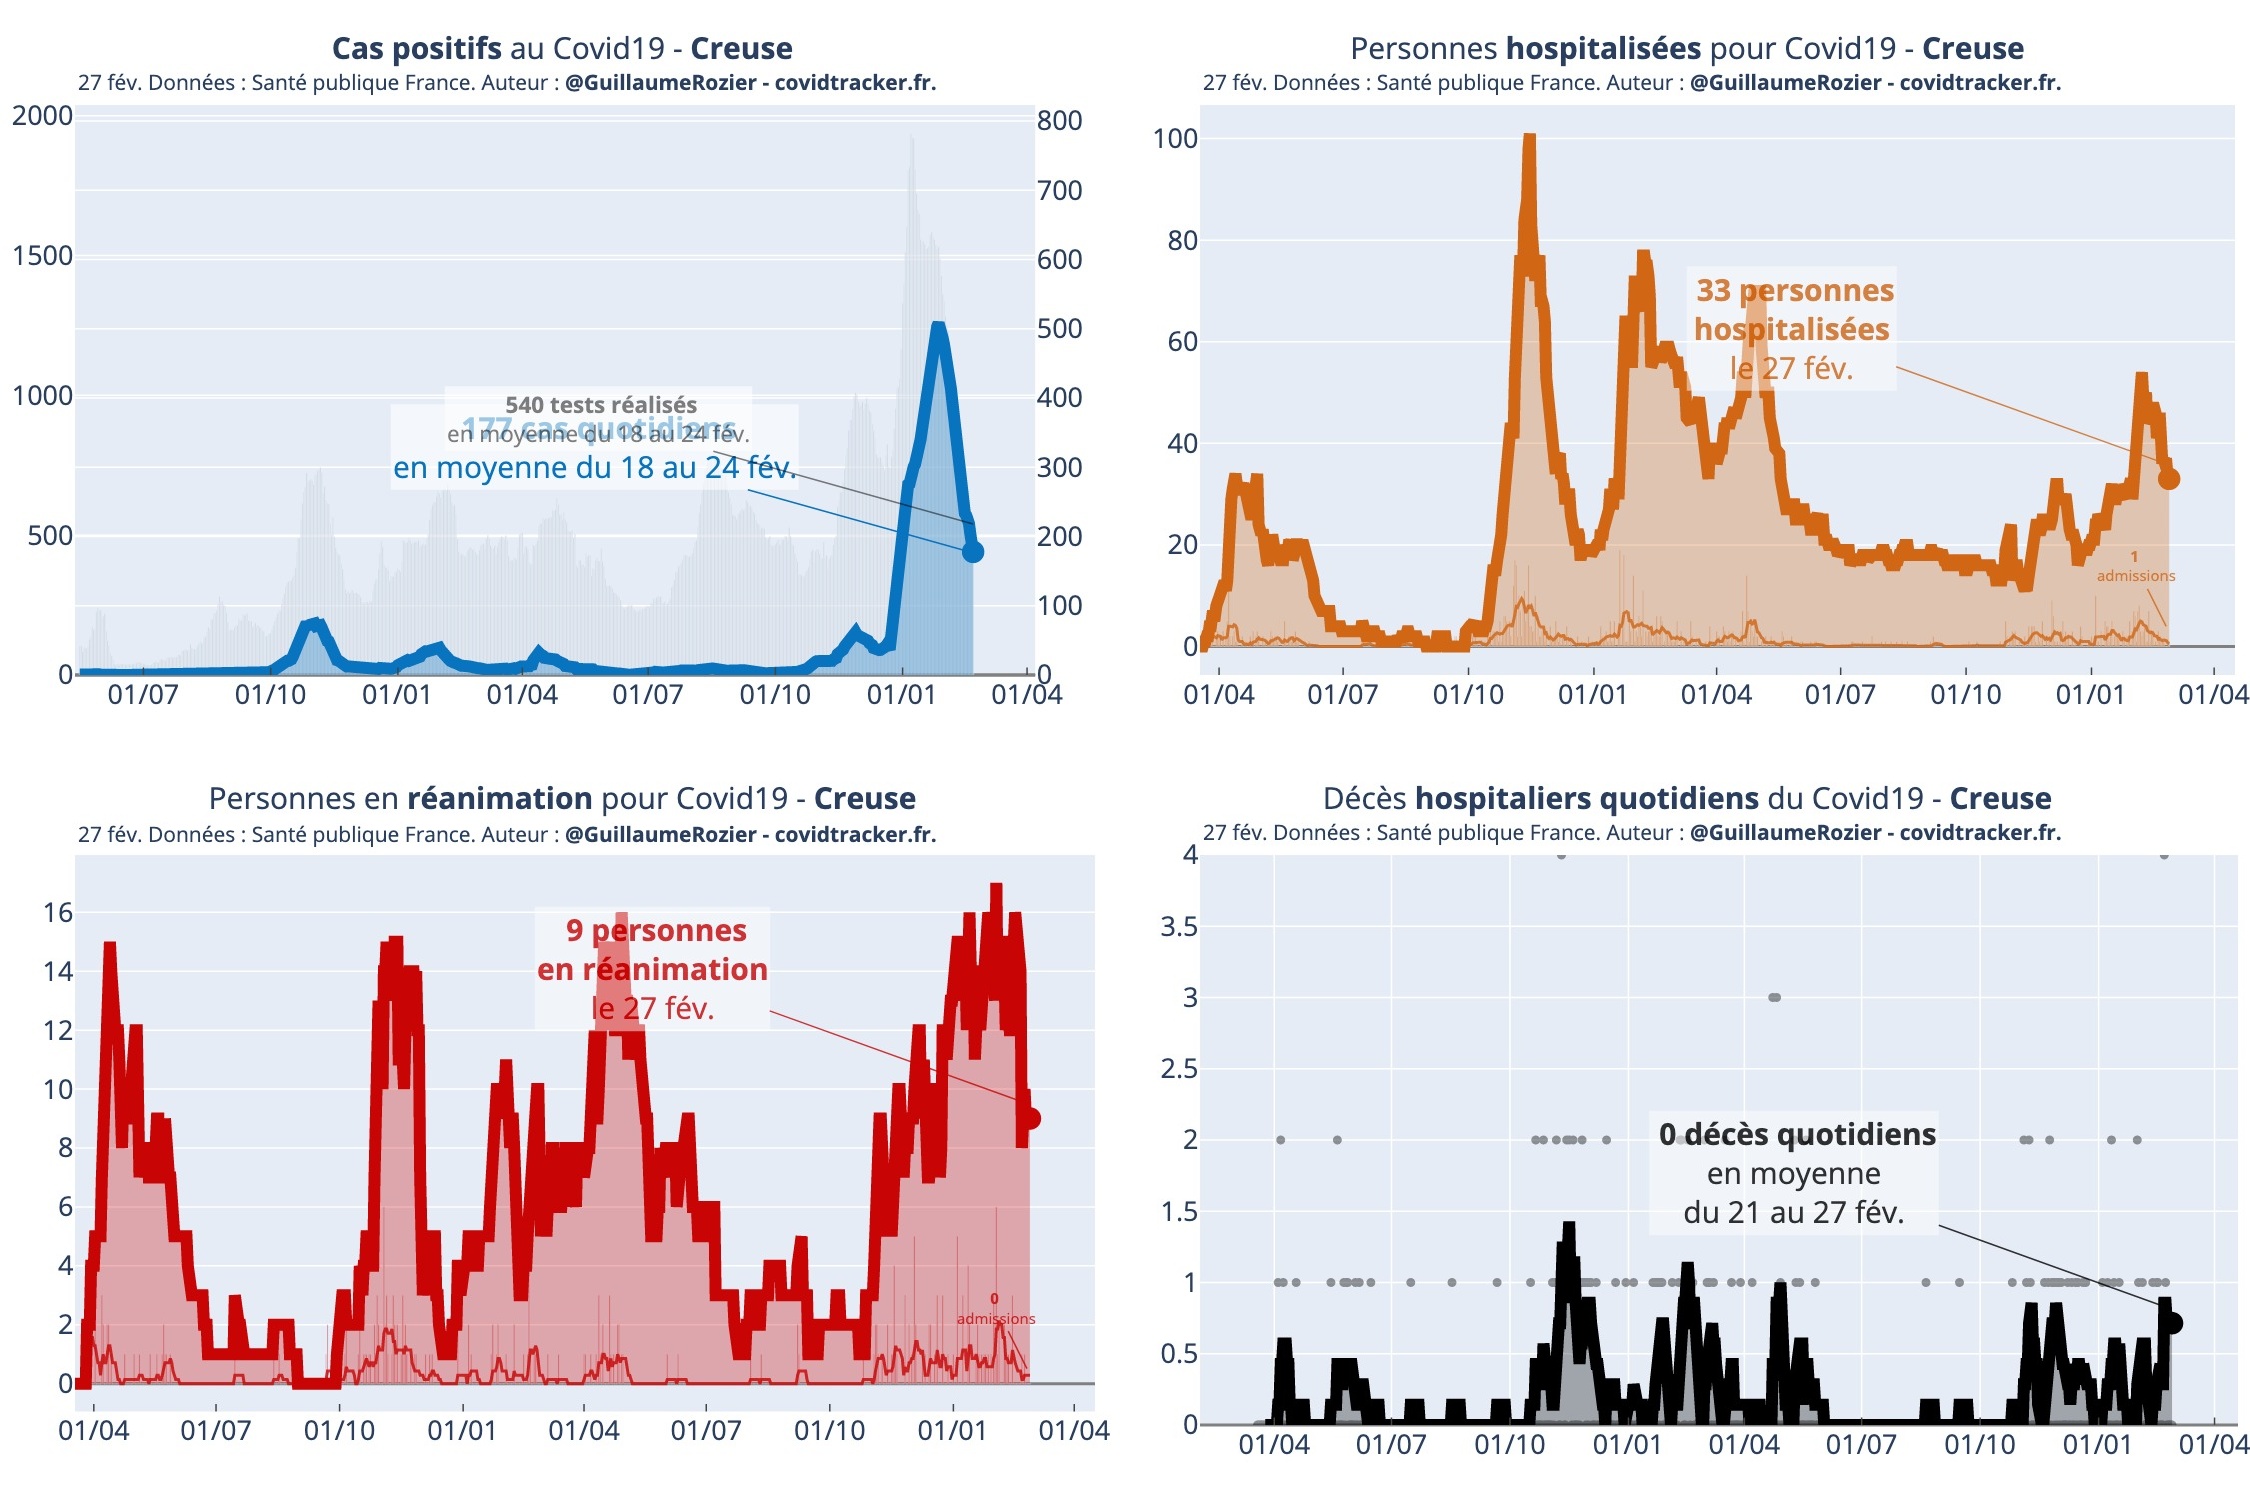 Cas positifs au Covid19 - Creuse
27 fév. Données : Santé publique France. Auteur : @GuillaumeRozier - covidtracker.fr.
2000
1500
1000
500
0
800
700
600
500
400
300
200
100
0
540 tests réalisés
en moyenne du 18 au 24 fév.
177 cas quotidiens
en moyenne du 18 au 24 fév.
01/07 01/10 01/01 01/04 01/07 01/10 01/01 01/04
Personnes hospitalisées pour Covid19 - Creuse
27 fév. Données : Santé publique France. Auteur : @GuillaumeRozier - covidtracker.fr.
100
80
60
40
20
0
33 personnes
hospitalisées
le 27 fév.
1
admissions
01/04 01/07 01/10 01/01 01/04 01/07 01/10 01/01 01/04
Personnes en réanimation pour Covid19 - Creuse
27 fév. Données : Santé publique France. Auteur : @GuillaumeRozier - covidtracker.fr.
16
14
12
10
8
6
4
2
0
9 personnes
en réanimation
le 27 fév.
0
admissions
01/04 01/07 01/10 01/01 01/04 01/07 01/10 01/01 01/04
Décès hospitaliers quotidiens du Covid19 - Creuse
27 fév. Données : Santé publique France. Auteur : @GuillaumeRozier - covidtracker.fr.
4
3.5
3
2.5
2
1.5
1
0.5
0
0 décès quotidiens
en moyenne
du 21 au 27 fév.
01/04 01/07 01/10 01/01 01/04 01/07 01/10 01/01 01/04